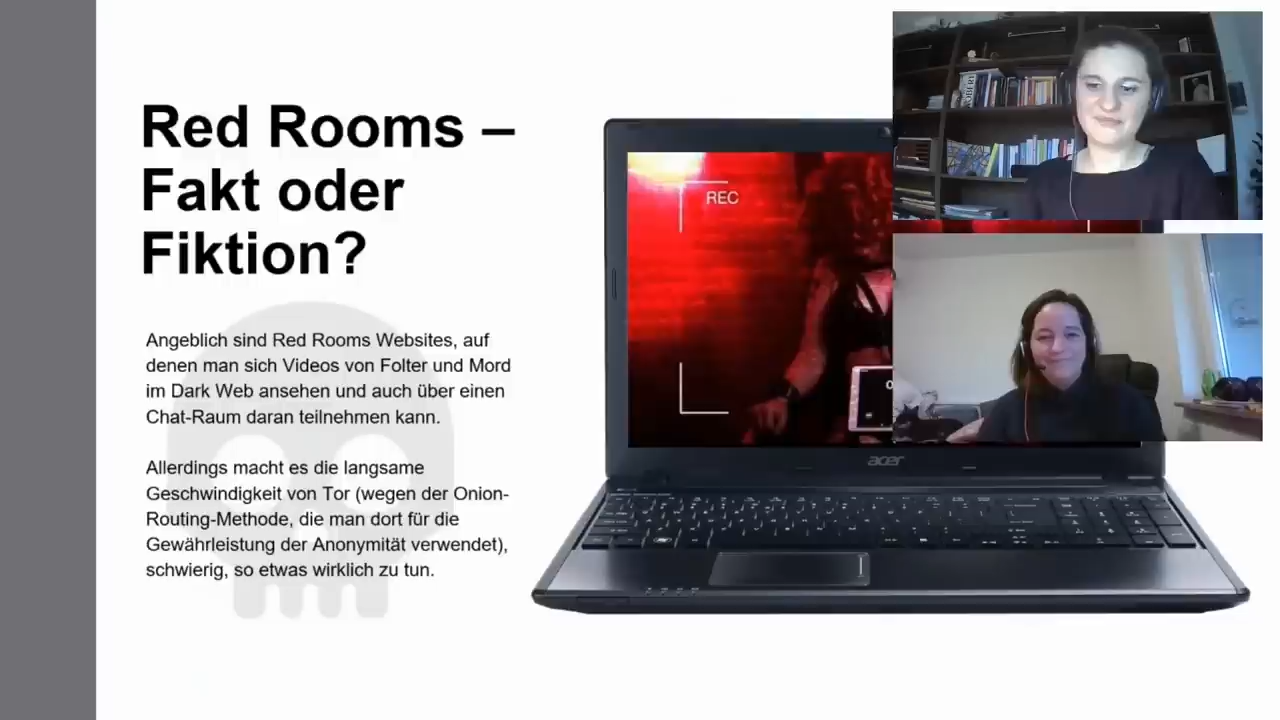 Red Rooms –
Fakt oder
Fiktion?
Angeblich sind Red Rooms Websites, auf
denen man sich Videos von Folter und Mord
im Dark Web ansehen und auch über einen
Chat-Raum daran teilnehmen kann.
Allerdings macht es die langsame
Geschwindigkeit von Tor (wegen der Onion-
Routing-Methode, die man dort für die
Gewährleistung der Anonymität verwendet),
schwierig, so etwas wirklich zu tun.
REC
acer